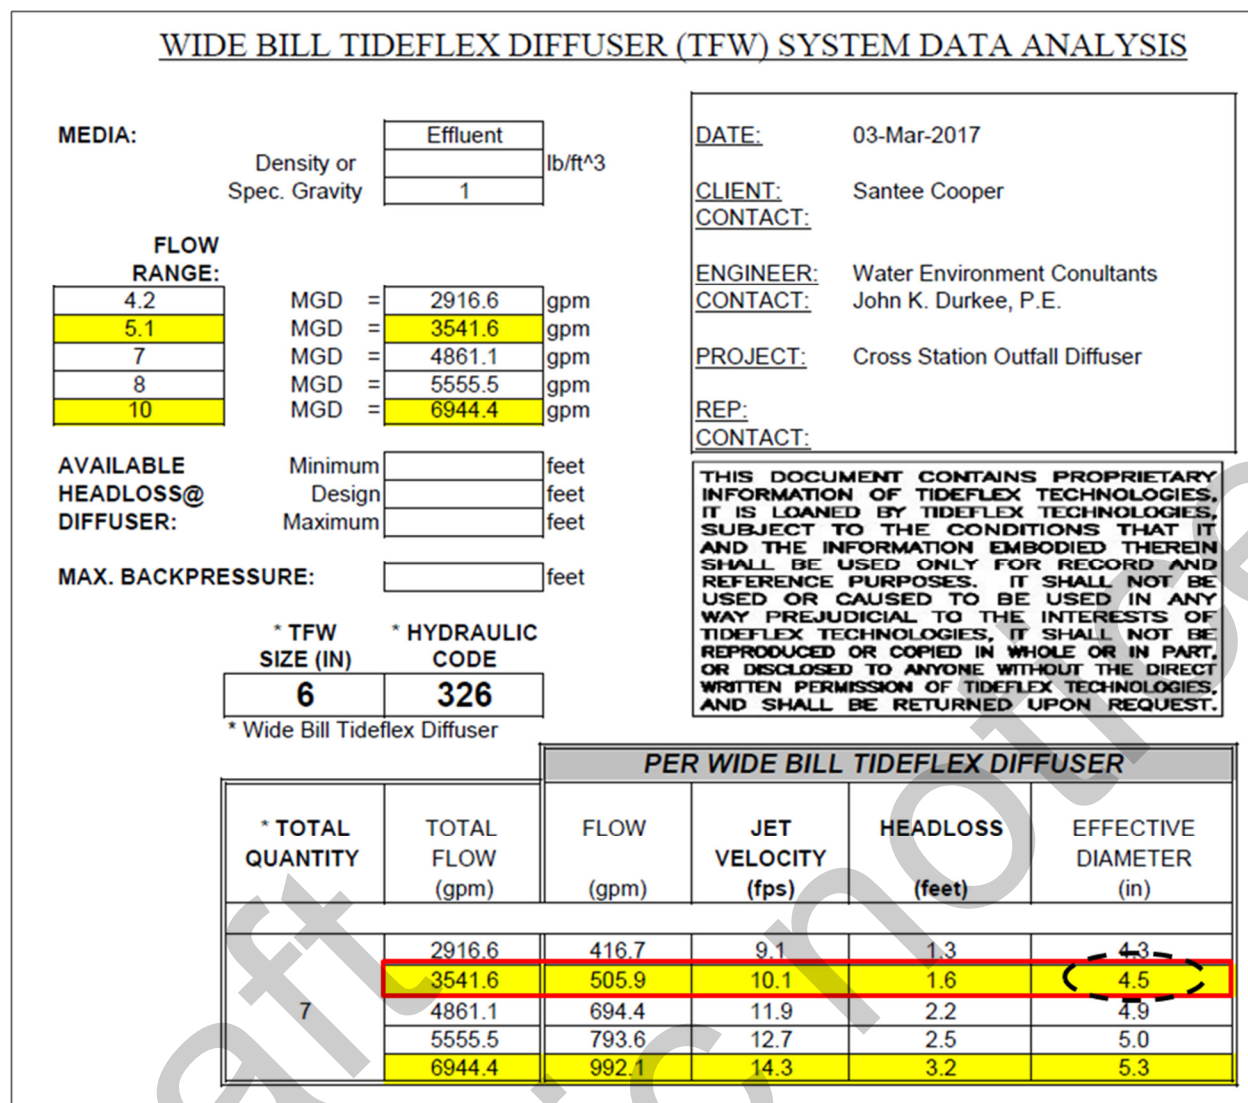 WIDE BILL TIDEFLEX DIFFUSER (TFW) SYSTEM DATA ANALYSIS
MEDIA: Effluent
Density or lb/ft^3
Spec. Gravity 1
DATE: 03-Mar-2017
CLIENT: Santee Cooper
CONTACT:
ENGINEER: Water Environment Conultants
CONTACT: John K. Durkee, P.E.
PROJECT: Cross Station Outfall Diffuser
REP:
CONTACT:
FLOW
RANGE:
4.2 MGD = 2916.6 gpm
5.1 MGD = 3541.6 gpm
7 MGD = 4861.1 gpm
8 MGD = 5555.5 gpm
10 MGD = 6944.4 gpm
AVAILABLE Minimum feet
HEADLOSS@ Design feet
DIFFUSER: Maximum feet
MAX. BACKPRESSURE: feet
THIS DOCUMENT CONTAINS PROPRIETARY
INFORMATION OF TIDEFLEX TECHNOLOGIES,
IT IS LOANED BY TIDEFLEX TECHNOLOGIES,
SUBJECT TO THE CONDITIONS THAT IT
AND THE INFORMATION EMBODIED THEREIN
SHALL BE USED ONLY FOR RECORD AND
REFERENCE PURPOSES. IT SHALL NOT BE
USED OR CAUSED TO BE USED IN ANY
WAY PREJUDICIAL TO THE INTERESTS OF
TIDEFLEX TECHNOLOGIES, IT SHALL NOT BE
REPRODUCED OR COPIED IN WHOLE OR IN PART,
OR DISCLOSED TO ANYONE WITHOUT THE DIRECT
WRITTEN PERMISSION OF TIDEFLEX TECHNOLOGIES,
AND SHALL BE RETURNED UPON REQUEST.
* TFW * HYDRAULIC
SIZE (IN) CODE
6 326
* Wide Bill Tideflex Diffuser
PER WIDE BILL TIDEFLEX DIFFUSER
* TOTAL TOTAL FLOW JET HEADLOSS EFFECTIVE
QUANTITY FLOW VELOCITY DIAMETER
(gpm) (gpm) (fps) (feet) (in)
2916.6 416.7 9.1 1.3 4.3
3541.6 505.9 10.1 1.6 4.5
7 4861.1 694.4 11.9 2.2 4.9
5555.5 793.6 12.7 2.5 5.0
6944.4 992.1 14.3 3.2 5.3
notice